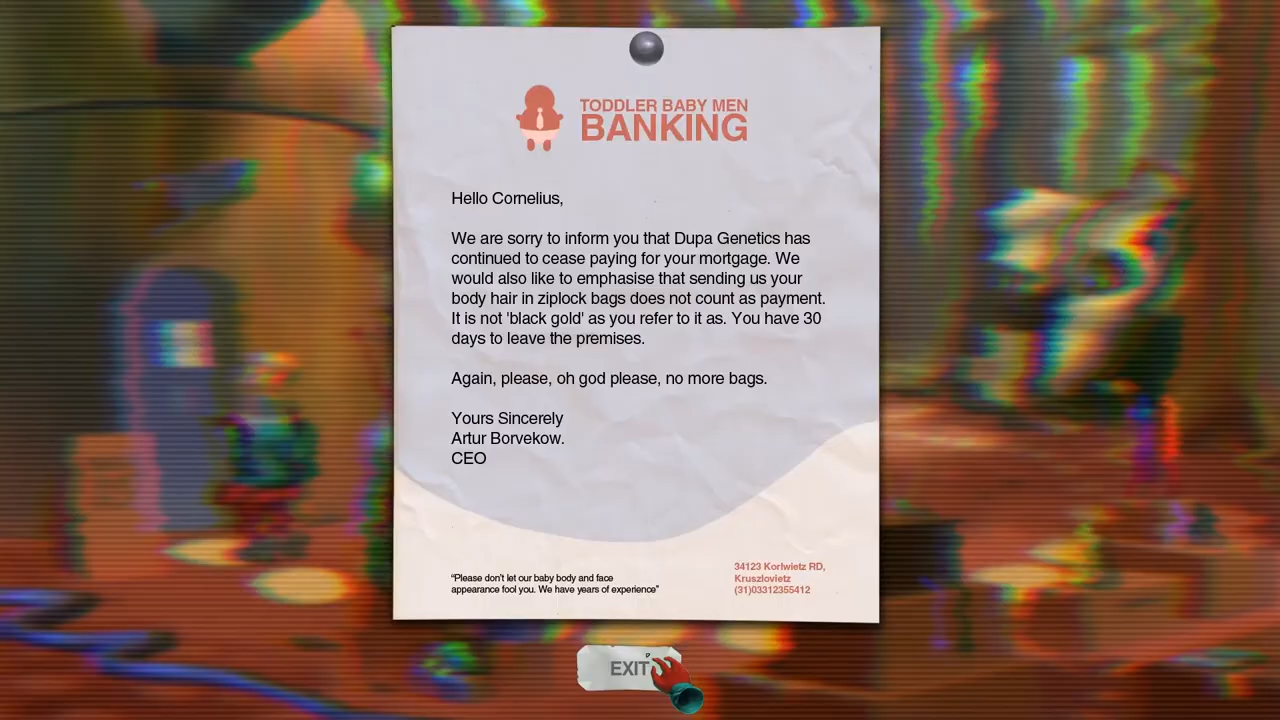 TODDLER BABY MEN
BANKING
Hello Cornelius,
We are sorry to inform you that Dupa Genetics has
continued to cease paying for your mortgage. We
would also like to emphasise that sending us your
body hair in ziplock bags does not count as payment.
It is not 'black gold' as you refer to it as. You have 30
days to leave the premises.
Again, please, oh god please, no more bags.
Yours Sincerely
Artur Borvekow.
CEO
“Please don't let our baby body and face
appearance fool you. We have years of experience”
34123 Korlwietz RD,
Kruszlovietz
(31)03312355412
EXIT